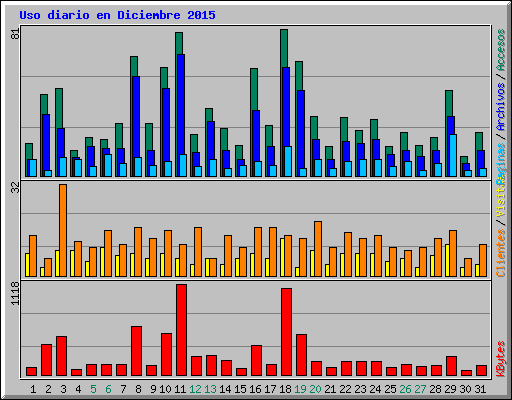 Uso diario en Diciembre 2015
81
32
1118
Clientes / visitas / Páginas / Archivos / Accesos
KBytes
1 2 3 4 5 6 7 8 9 10 11 12 13 14 15 16 17 18 19 20 21 22 23 24 25 26 27 28 29 30 31